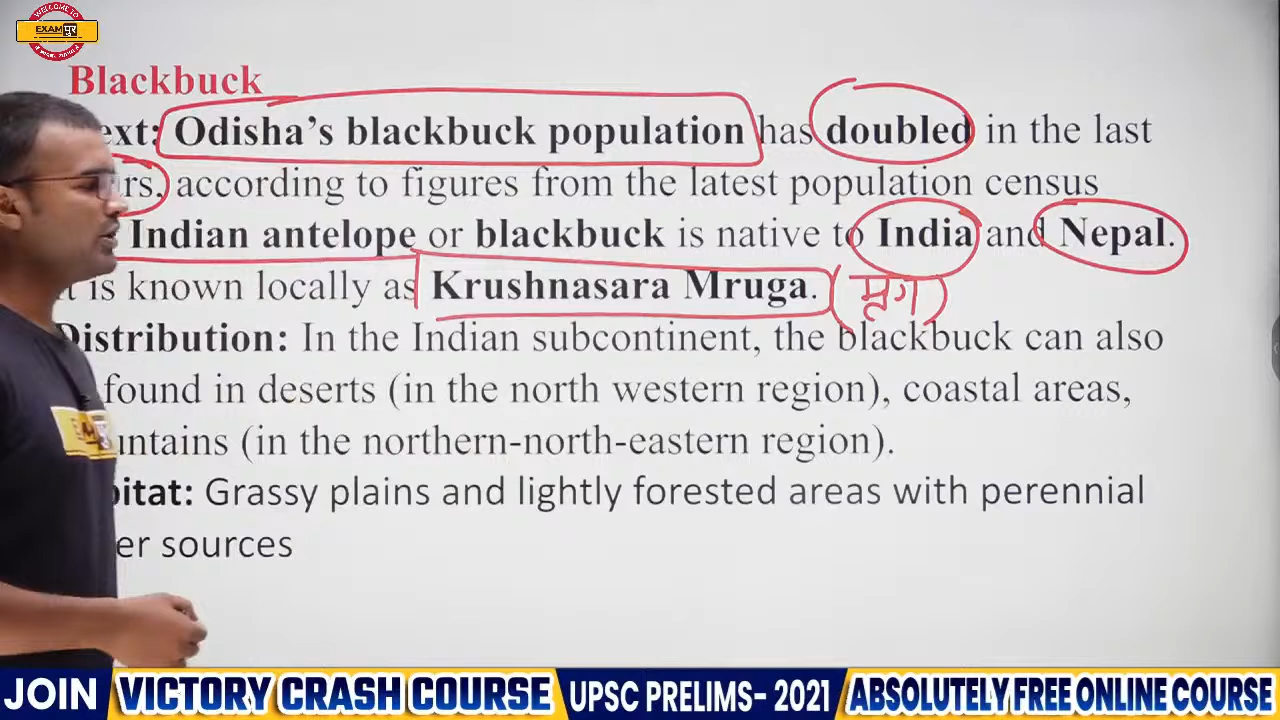 WELCOME TO
EXAMपुर
Blackbuck
ext: Odisha's blackbuck population has doubled in the last
rs, according to figures from the latest population census
Indian antelope or blackbuck is native to India and Nepal.
t is known locally as Krushnasara Mruga. (मृग)
Distribution: In the Indian subcontinent, the blackbuck can also
found in deserts (in the north western region), coastal areas,
untains (in the northern-north-eastern region).
bitat: Grassy plains and lightly forested areas with perennial
er sources
JOIN VICTORY CRASH COURSE UPSC PRELIMS- 2021 ABSOLUTELY FREE ONLINE COURSE